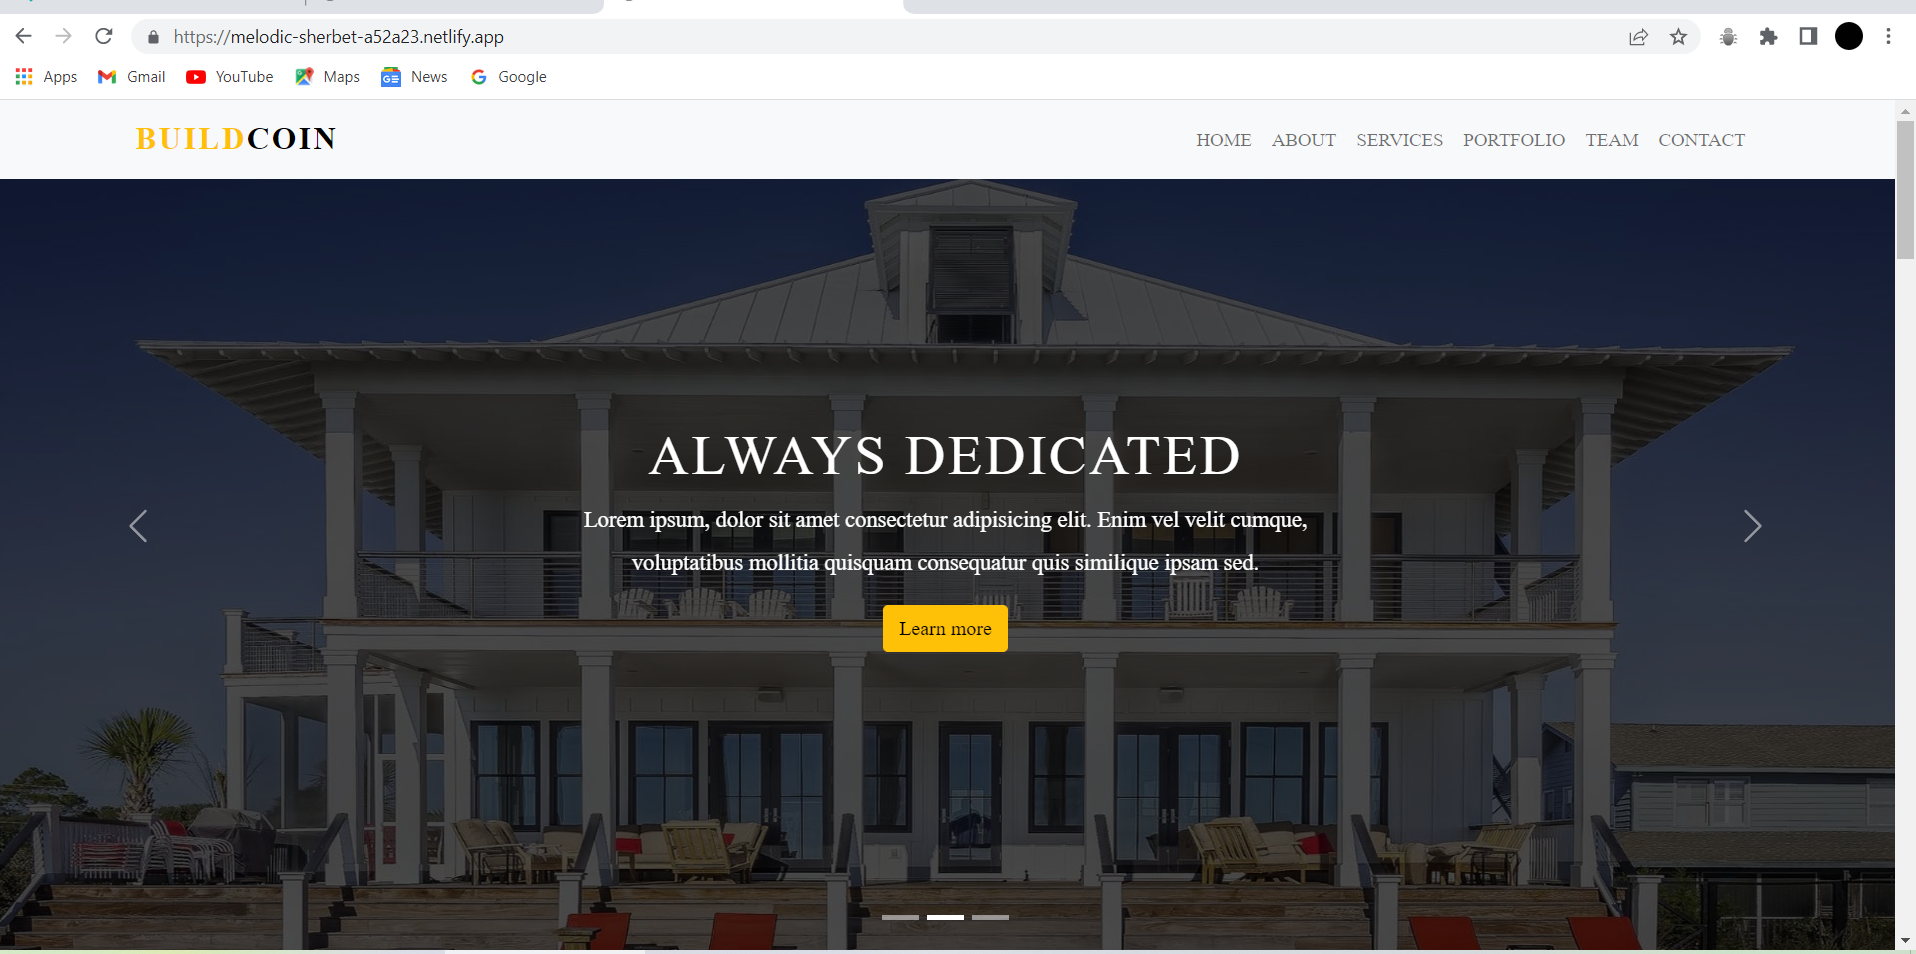 https://melodic-sherbet-a52a23.netlify.app
Apps Gmail YouTube Maps News Google
BUILDCOIN HOME ABOUT SERVICES PORTFOLIO TEAM CONTACT
ALWAYS DEDICATED
Lorem ipsum, dolor sit amet consectetur adipisicing elit. Enim vel velit cumque,
voluptatibus mollitia quisquam consequatur quis similique ipsam sed.
Learn more